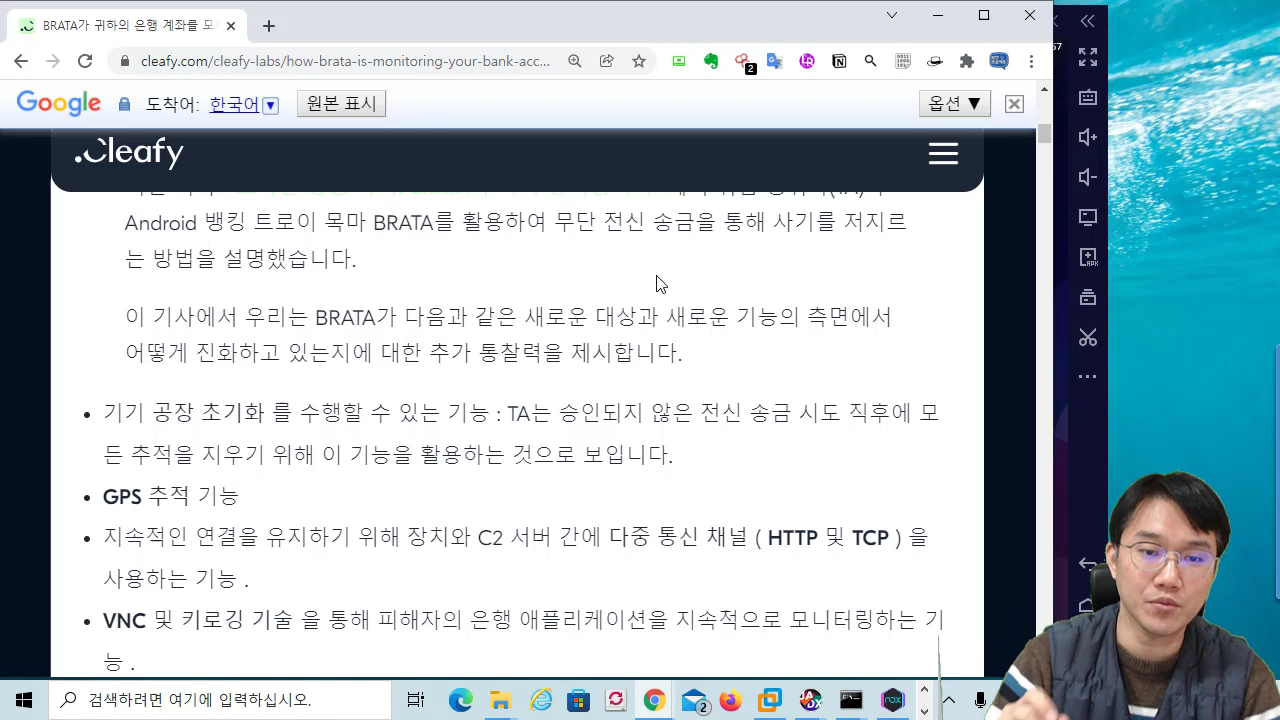 BRATA가 귀하의 은행 계좌를 모
cleafy.com/cleafy-labs/how-brata-is-monitoring-your-bank-acc...
2
57
Google 도착어: 한국어 ▼ 원본 표시 옵션 ▼
.Cleafy
Android 뱅킹 트로이 목마 BRATA를 활용하여 무단 전신 송금을 통해 사기를 저지르
는 방법을 설명했습니다.
이 기사에서 우리는 BRATA가 다음과 같은 새로운 대상과 새로운 기능의 측면에서
어떻게 진화하고 있는지에 대한 추가 통찰력을 제시합니다.
• 기기 공장 초기화 를 수행할 수 있는 기능 : TA는 승인되지 않은 전신 송금 시도 직후에 모
든 추적을 지우기 위해 이 기능을 활용하는 것으로 보입니다.
• GPS 추적 기능
• 지속적인 연결을 유지하기 위해 장치와 C2 서버 간에 다중 통신 채널 ( HTTP 및 TCP ) 을
사용하는 기능 .
• VNC 및 키로깅 기술 을 통해 피해자의 은행 애플리케이션을 지속적으로 모니터링하는 기
능 .
검색하려면 여기에 입력하십시오.
2
nox